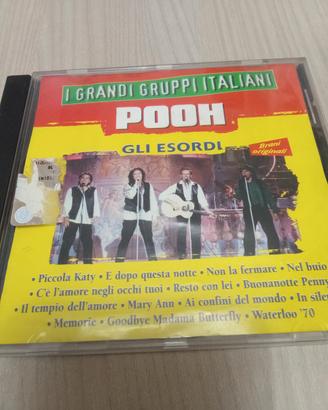 I GRANDI GRUPPI ITALIANI
POOH
GLI ESORDI
Brani
originali
• Piccola Katy • E dopo questa notte • Non la fermare • Nel buio
• C'è l'amore negli occhi tuoi • Resto con lei • Buonanotte Penny
• Il tempio dell'amore • Mary Ann • Ai confini del mondo • In
• Memorie • Goodbye Madama Butterfly • Waterloo '70